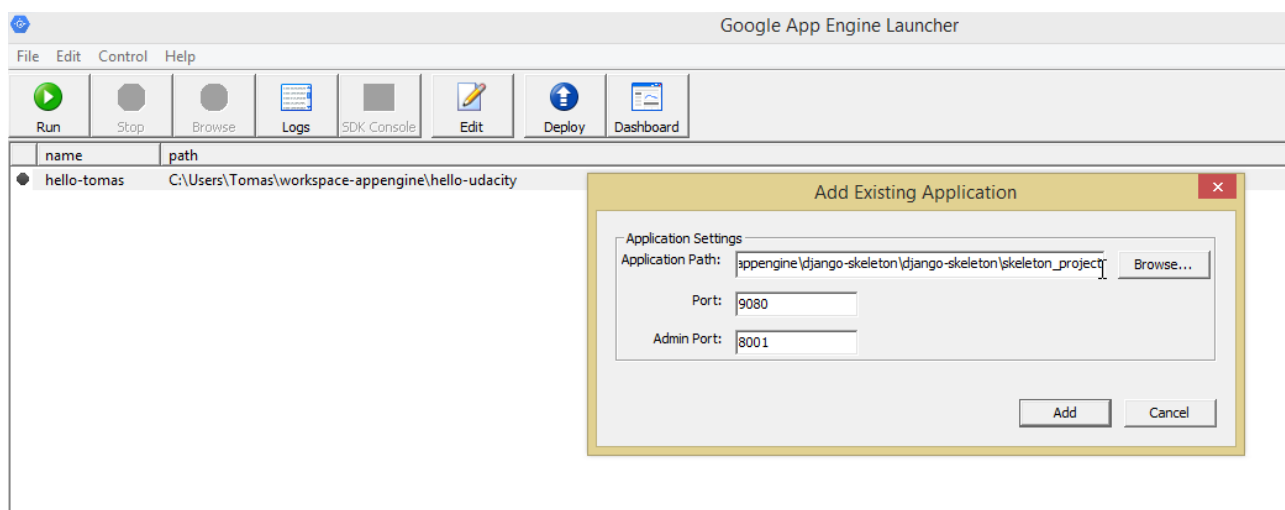 Google App Engine Launcher
File Edit Control Help
Run Stop Browse Logs SDK Console Edit Deploy Dashboard
name path
hello-tomas C:\Users\Tomas\workspace-appengine\hello-udacity
Add Existing Application
Application Settings
Application Path: appengine\django-skeleton\django-skeleton\skeleton_project Browse...
Port: 9080
Admin Port: 8001
Add Cancel